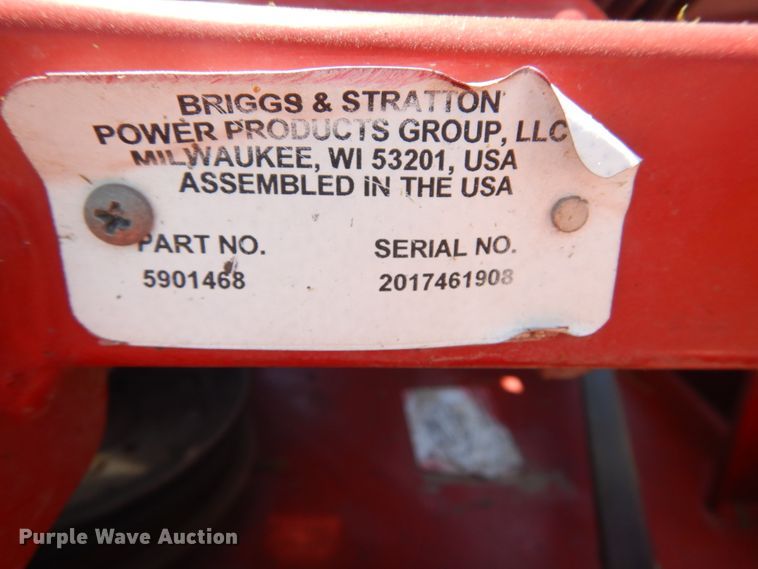 BRIGGS & STRATTON
POWER PRODUCTS GROUP, LLC
MILWAUKEE, WI 53201, USA
ASSEMBLED IN THE USA
PART NO. SERIAL NO.
5901468 2017461908
Purple Wave Auction